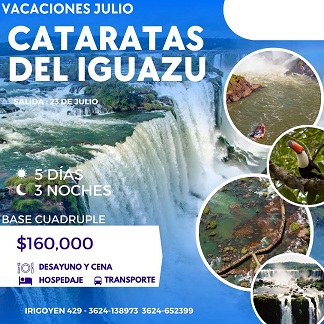 VACACIONES JULIO
CATARATAS
DEL IGUAZU
SALIDA : 23 DE JULIO
5 DÍAS
3 NOCHES
BASE CUADRUPLE
$160,000
DESAYUNO Y CENA
HOSPEDAJE TRANSPORTE
IRIGOYEN 429 - 3624-138973 3624-652399